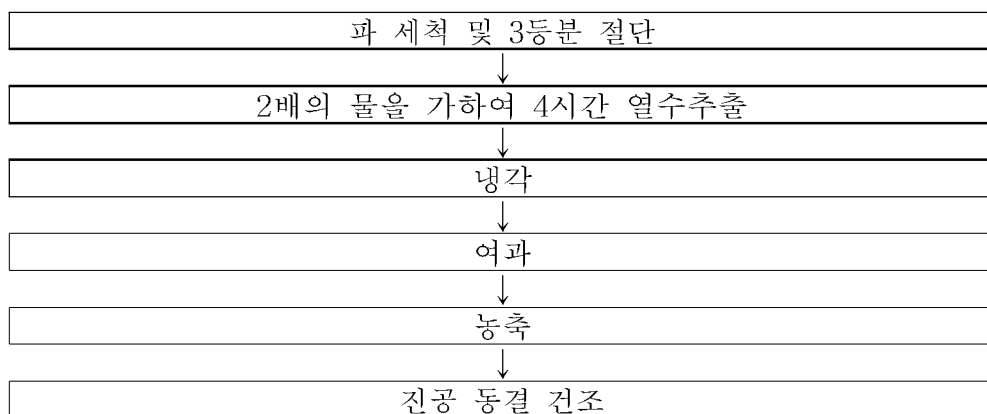 파 세척 및 3등분 절단
2배의 물을 가하여 4시간 열수추출
냉각
여과
농축
진공 동결 건조